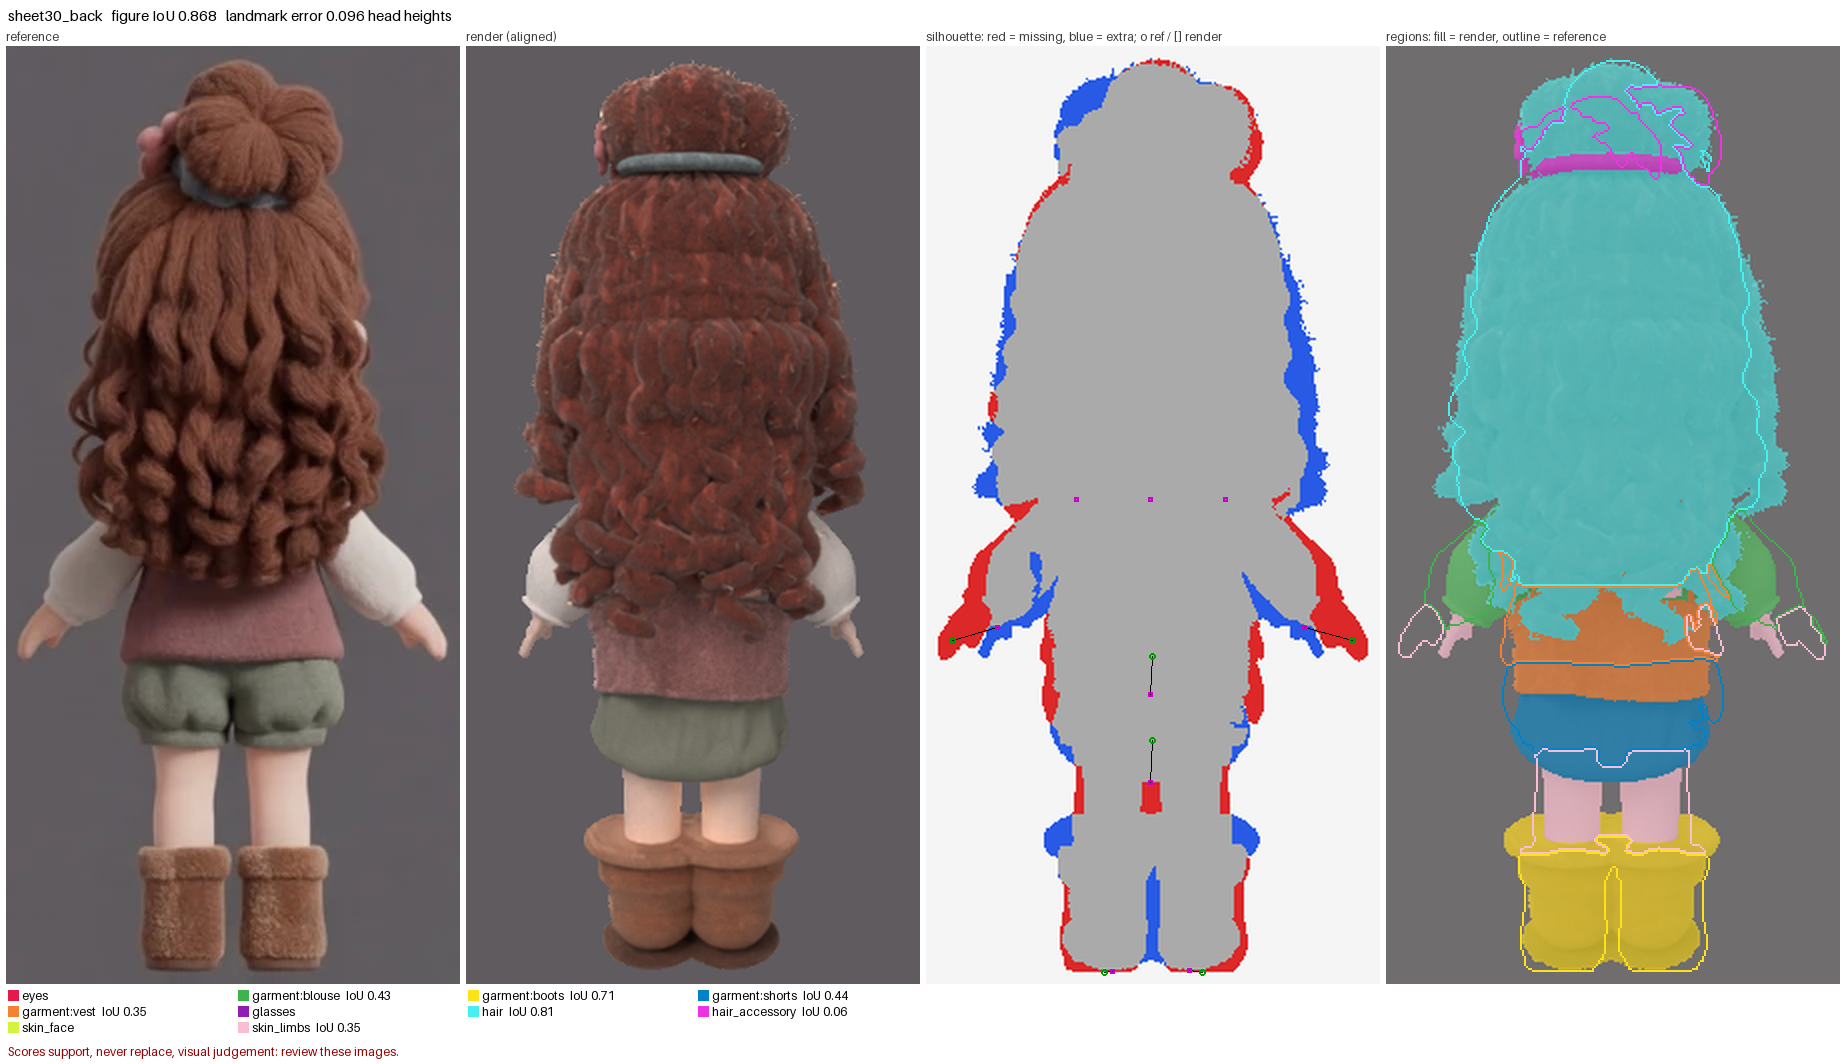 sheet30_back figure IoU 0.868 landmark error 0.096 head heights
reference
render (aligned)
silhouette: red = missing, blue = extra; o ref / [] render
regions: fill = render, outline = reference
eyes
garment:blouse IoU 0.43
garment:boots IoU 0.71
garment:shorts IoU 0.44
garment:vest IoU 0.35
glasses
hair IoU 0.81
hair_accessory IoU 0.06
skin_face
skin_limbs IoU 0.35
Scores support, never replace, visual judgement: review these images.